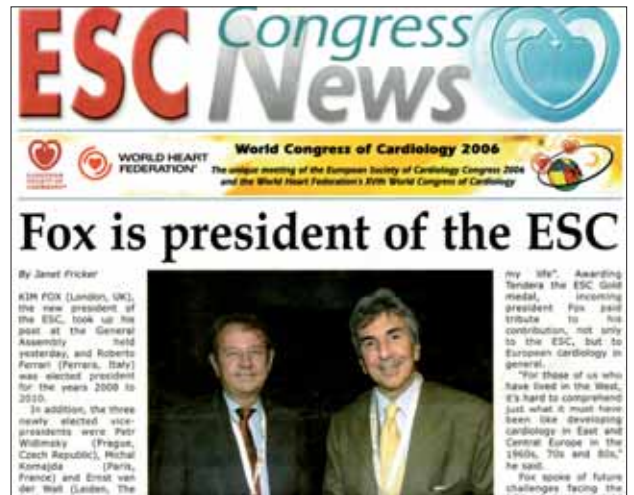 ESC Congress
News
EUROPEAN
SOCIETY OF
CARDIOLOGY
WORLD HEART
FEDERATION
World Congress of Cardiology 2006
The unique meeting of the European Society of Cardiology Congress 2006
and the World Heart Federation's XVth World Congress of Cardiology
Fox is president of the ESC
By Janet Fricker
KIM FOX (London, UK),
the new president of
the ESC, took up his
post at the General
Assembly held
yesterday, and Roberto
Ferrari (Ferrara, Italy)
was elected president
for the years 2008 to
2010.
In addition, the three
newly elected vice-
presidents were Petr
Widimsky (Prague,
Czech Republic), Michal
Komajda (Paris,
France) and Ernst van
der Wall (Leiden, The
my life". Awarding
Tendera the ESC Gold
medal, incoming
president Fox paid
tribute to his
contribution, not only
to the ESC, but to
European cardiology in
general.
"For those of us who
have lived in the West,
it's hard to comprehend
just what it must have
been like developing
cardiology in East and
Central Europe in the
1960s, 70s and 80s,"
he said.
Fox spoke of future
challenges facing the